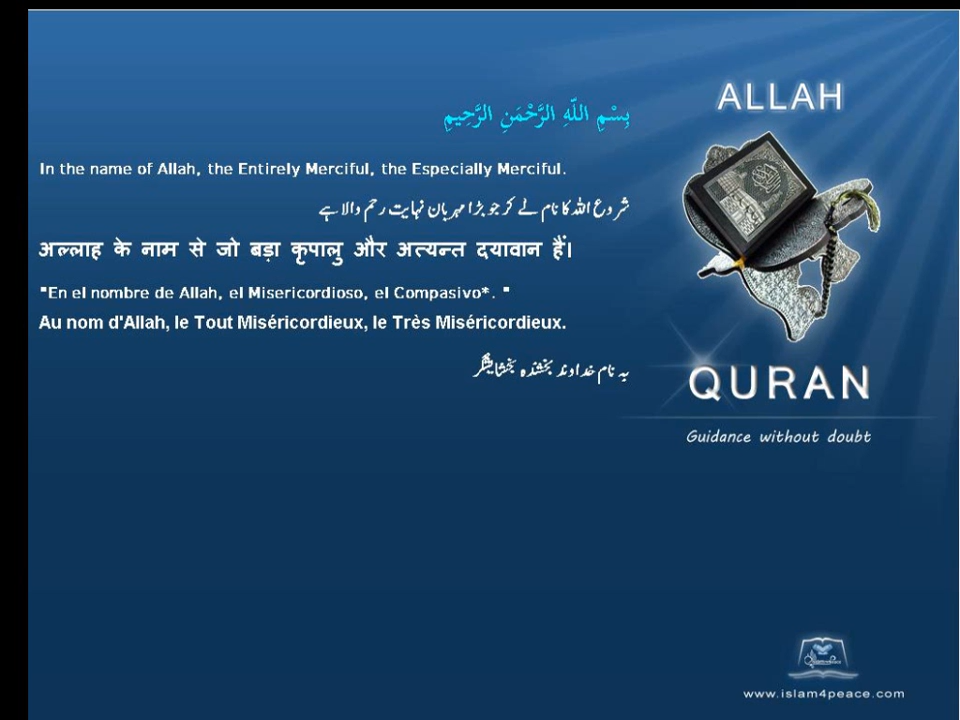 بِسْمِ اللَّهِ الرَّحْمَنِ الرَّحِيمِ
In the name of Allah, the Entirely Merciful, the Especially Merciful.
شروع الله کا نام لے کر جو بڑا مہربان نہایت رحم والا ہے
अल्लाह के नाम से जो बड़ा कृपालु और अत्यन्त दयावान हैं।
"En el nombre de Allah, el Misericordioso, el Compasivo*. "
Au nom d'Allah, le Tout Miséricordieux, le Très Miséricordieux.
به نام خداوند بخشنده بخشایشگر
ALLAH
QURAN
Guidance without doubt
www.islam4peace.com